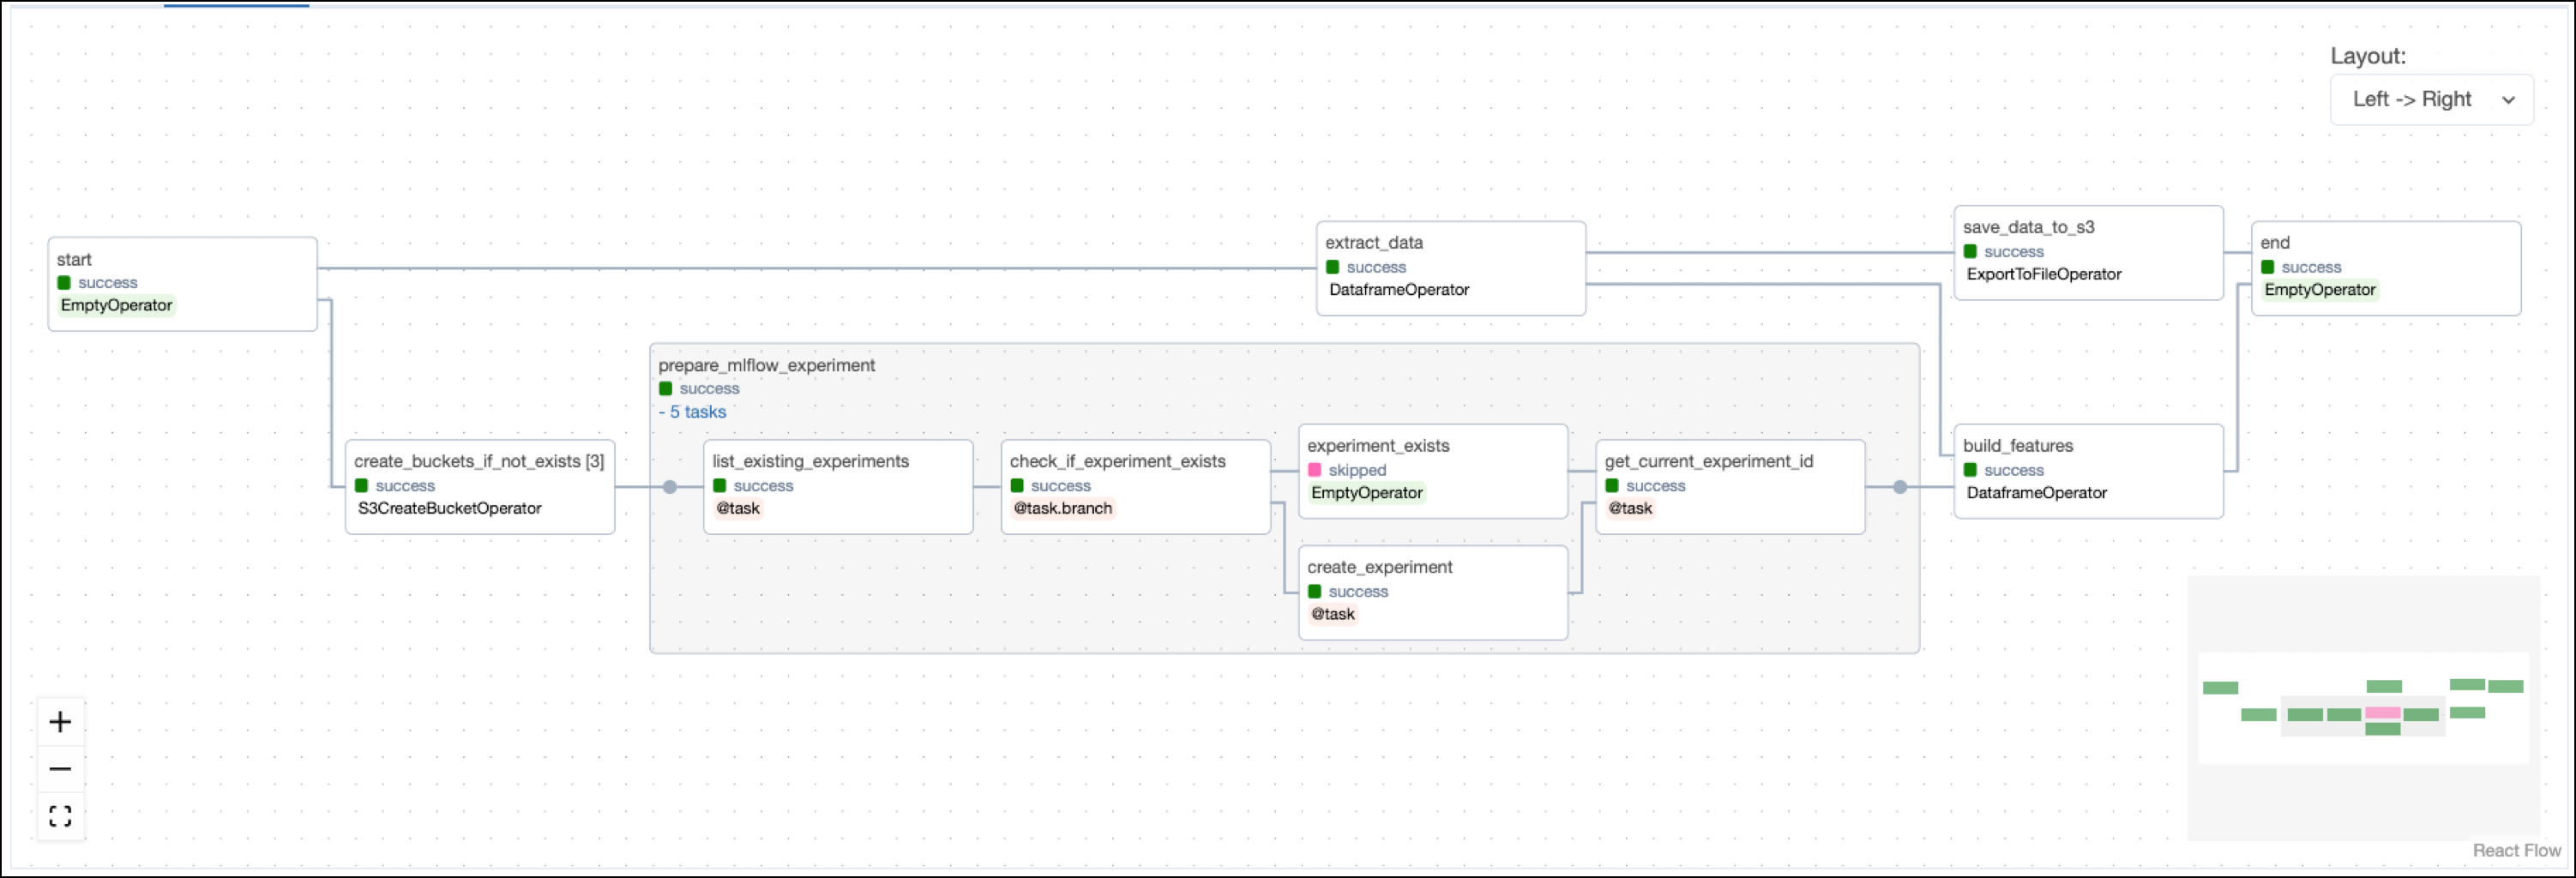 Layout:
Left -> Right
start
success
EmptyOperator
extract_data
success
DataframeOperator
save_data_to_s3
success
ExportToFileOperator
end
success
EmptyOperator
prepare_mlflow_experiment
success
- 5 tasks
create_buckets_if_not_exists [3]
success
S3CreateBucketOperator
list_existing_experiments
success
@task
check_if_experiment_exists
success
@task.branch
experiment_exists
skipped
EmptyOperator
create_experiment
success
@task
get_current_experiment_id
success
@task
build_features
success
DataframeOperator
React Flow